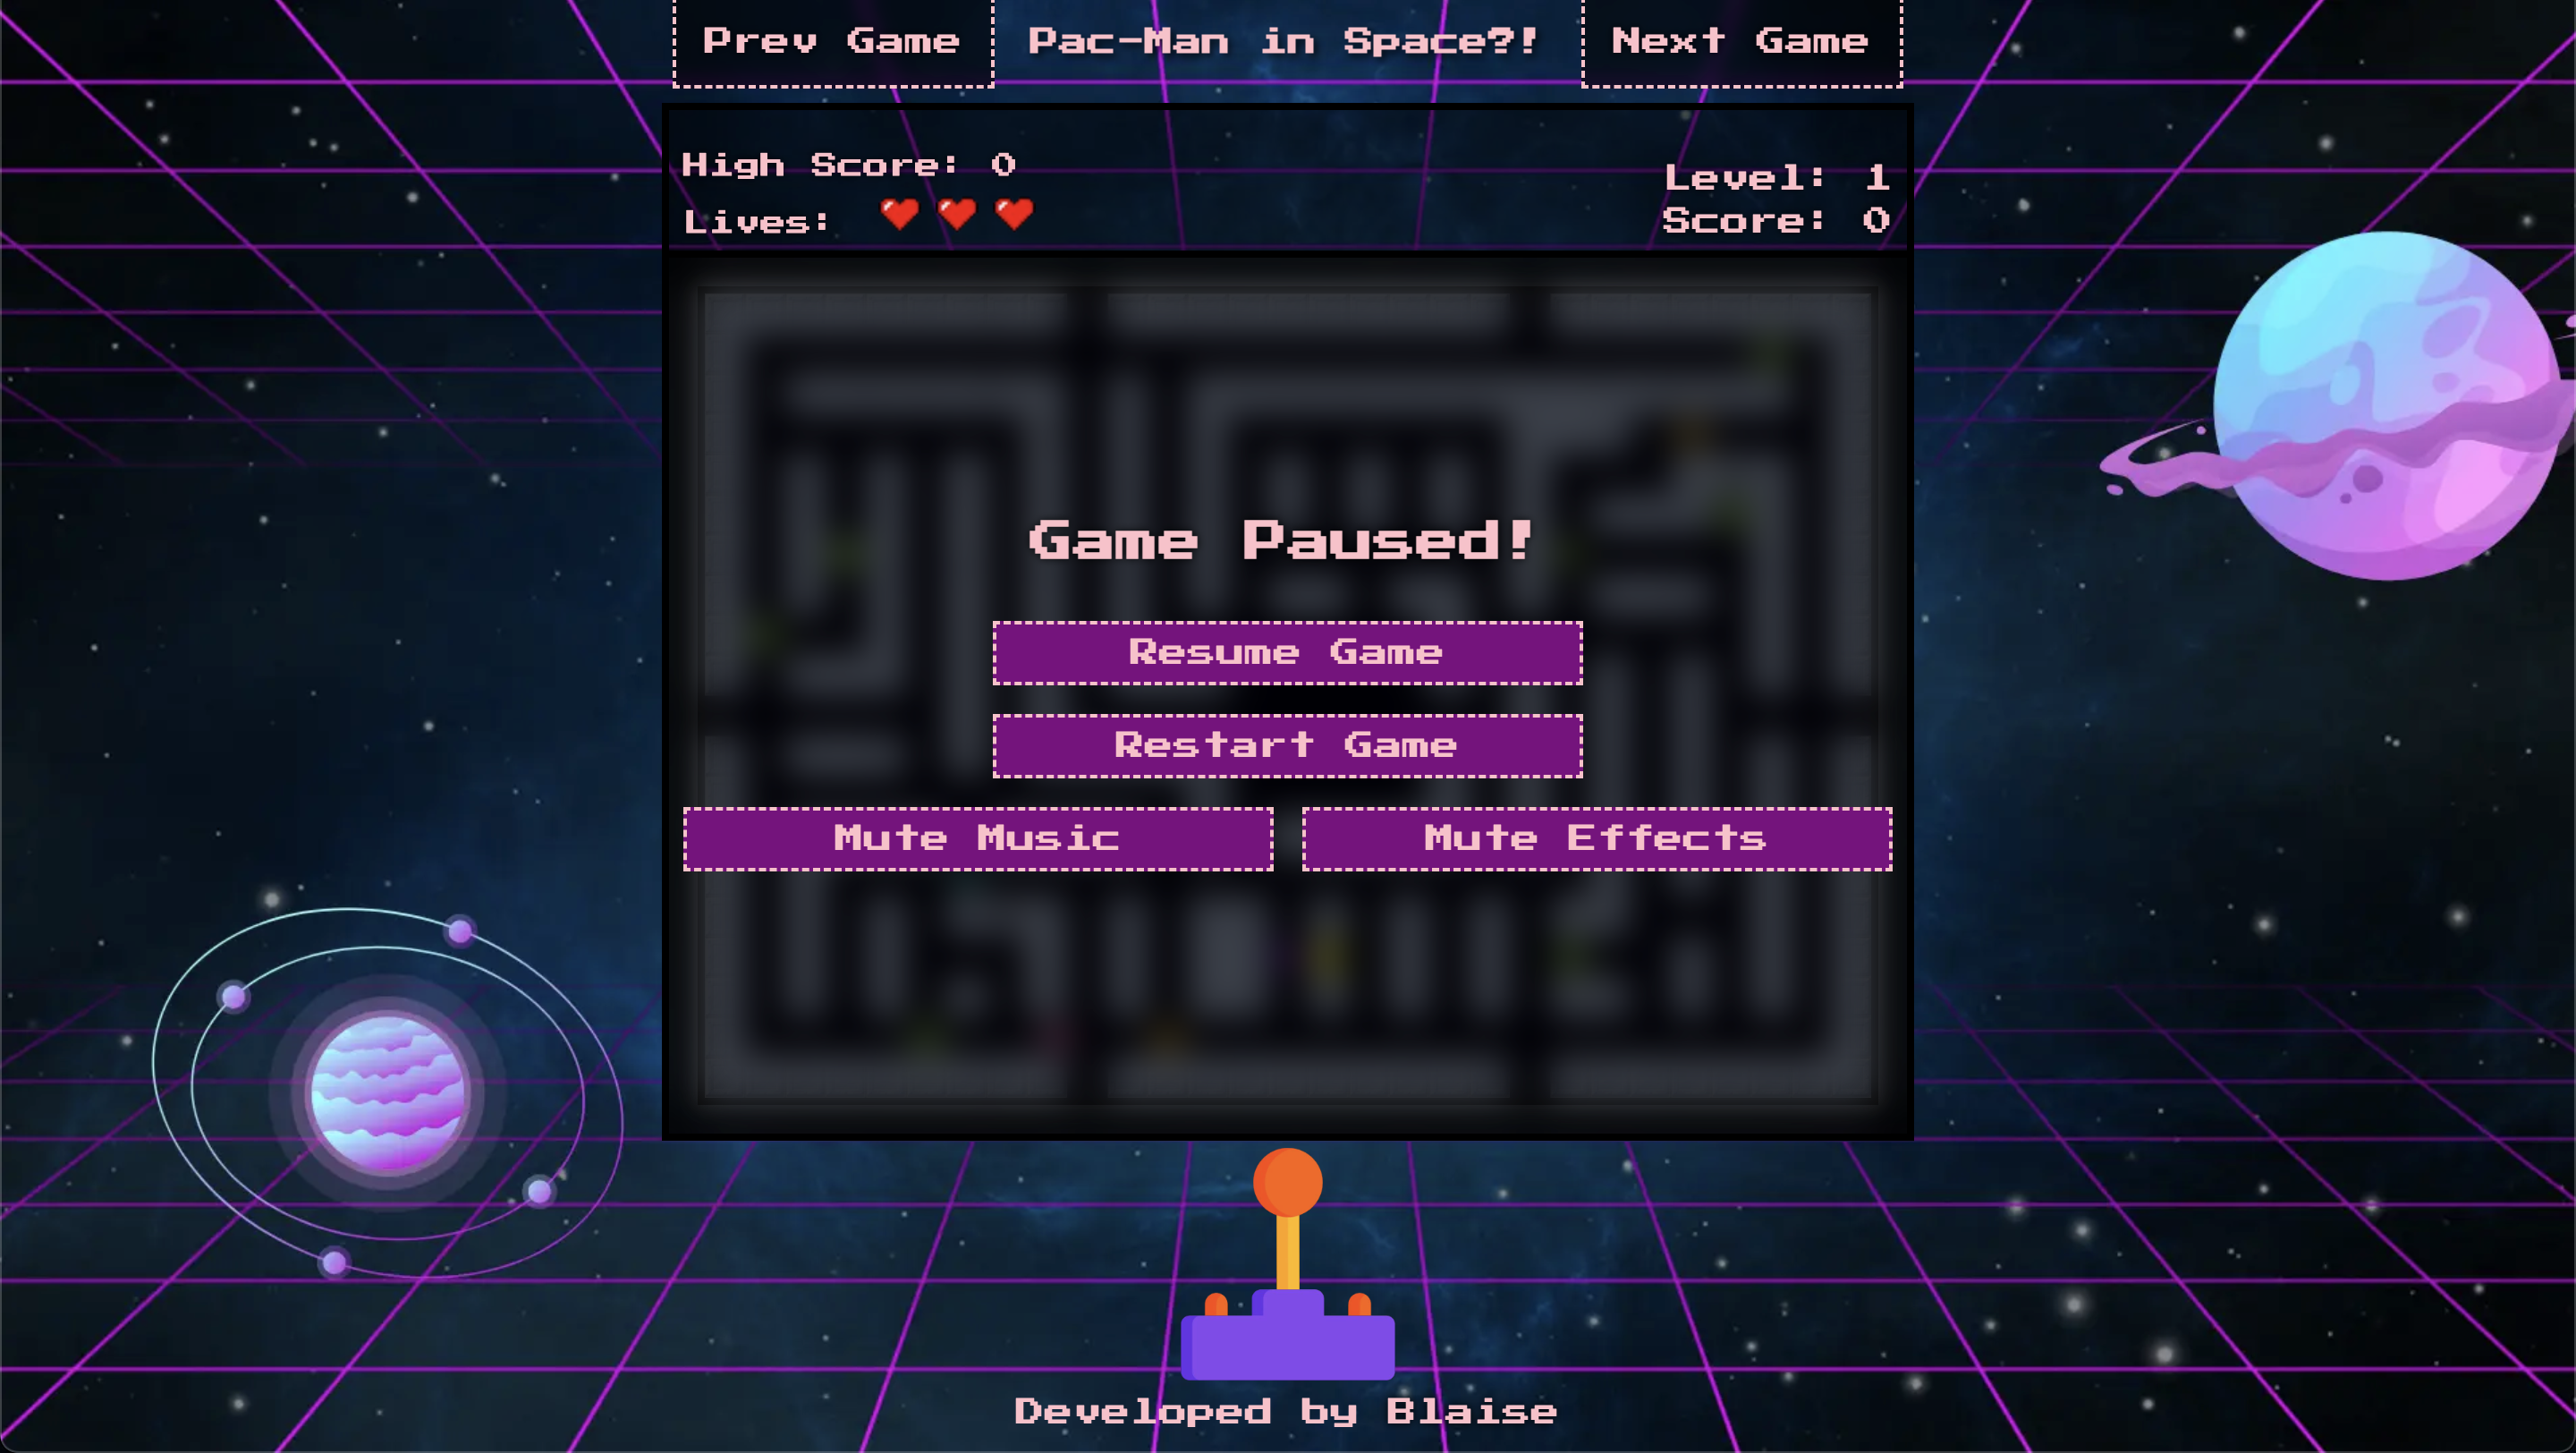 Prev Game
Pac-Man in Space?!
Next Game
High Score: 0
Lives:
Level: 1
Score: 0
Game Paused!
Resume Game
Restart Game
Mute Music
Mute Effects
Developed by Blaise